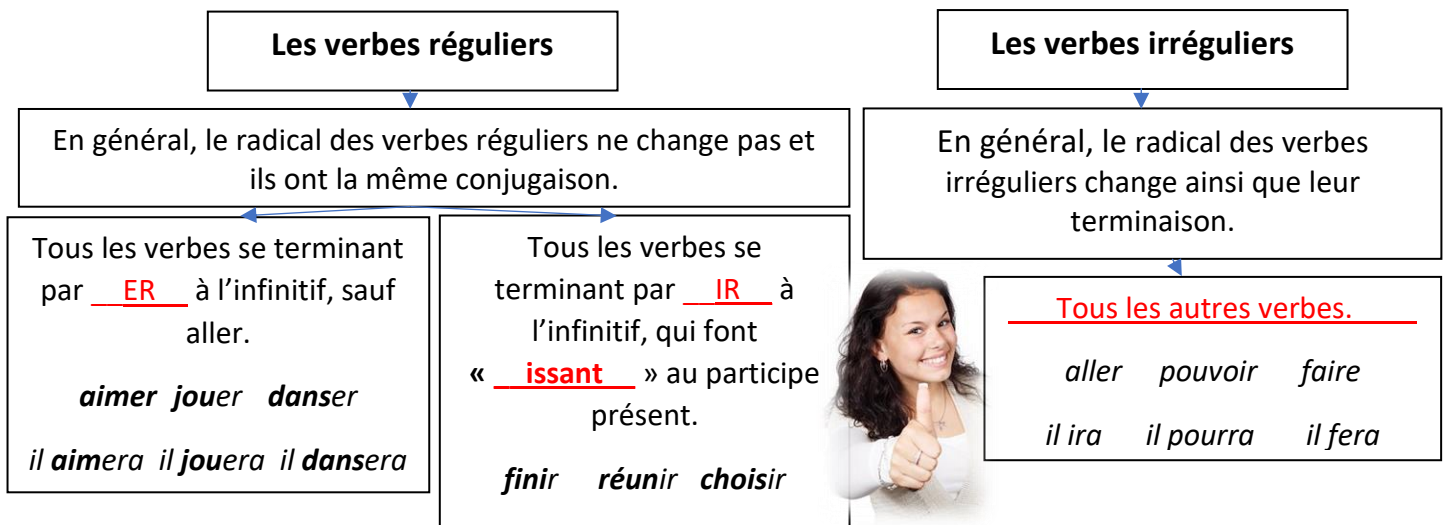 Les verbes réguliers
En général, le radical des verbes réguliers ne change pas et
ils ont la même conjugaison.
Tous les verbes se terminant
par __ER__ à l’infinitif, sauf
aller.
aimer jouer danser
il aimera il jouera il dansera
Tous les verbes se
terminant par __IR__ à
l’infinitif, qui font
« __issant__ » au participe
présent.
finir réunir choisir
Les verbes irréguliers
En général, le radical des verbes
irréguliers change ainsi que leur
terminaison.
Tous les autres verbes.
aller pouvoir faire
il ira il pourra il fera